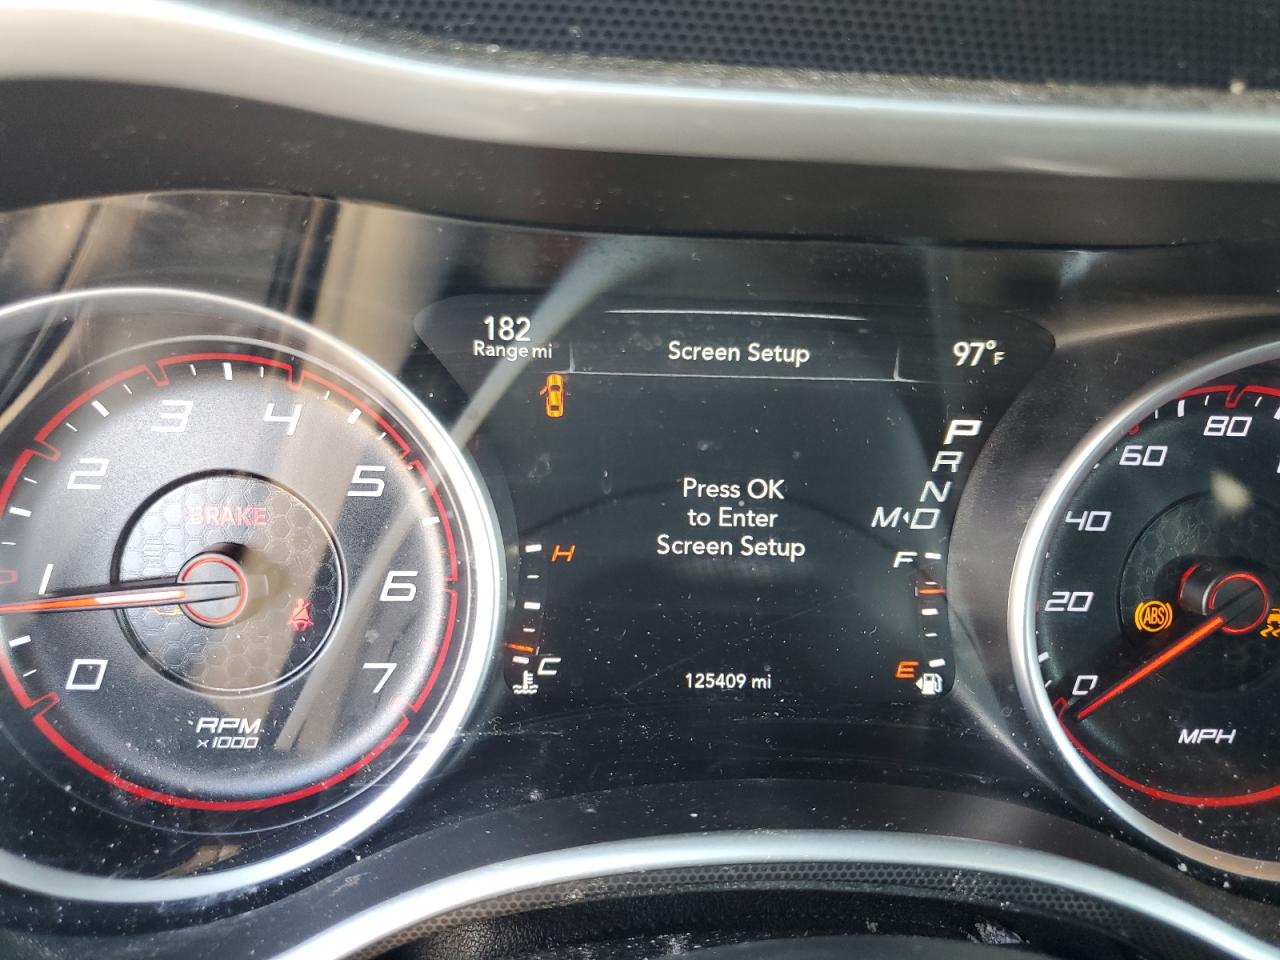 182
Range mi
Screen Setup
97°F
P
R
N
M D
Press OK
to Enter
Screen Setup
H
C
F
E
125409 mi
0
1
2
3
4
5
6
7
BRAKE
RPM
x1000
0
20
40
60
80
ABS
MPH